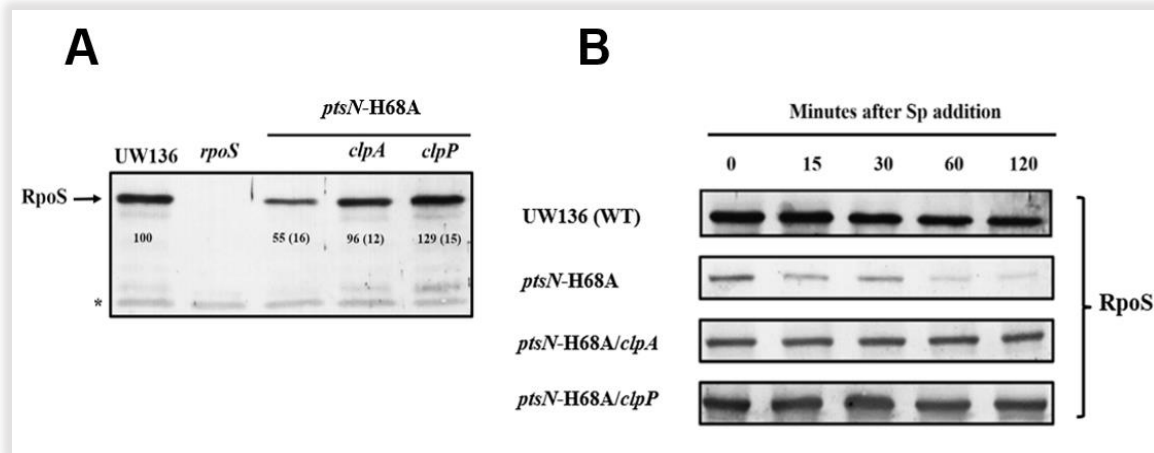 A
ptsN-H68A
UW136 rpoS clpA clpP
RpoS
100 55 (16) 96 (12) 129 (15)
*
B
Minutes after Sp addition
0 15 30 60 120
UW136 (WT)
ptsN-H68A
ptsN-H68A/clpA
ptsN-H68A/clpP
RpoS